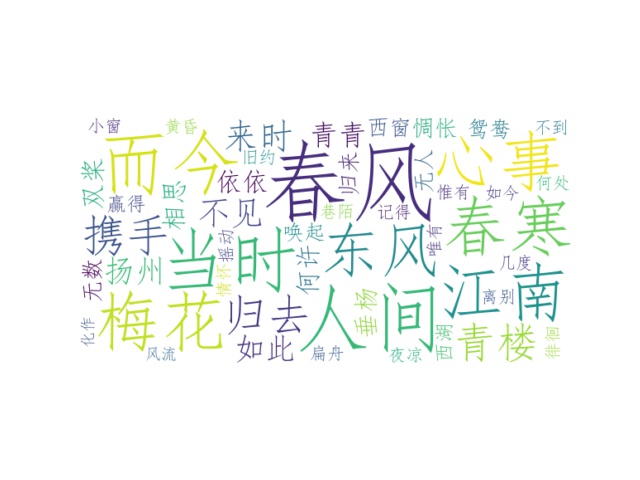 小窗
黄昏
来时
青青
西窗
惆怅
鸳鸯
不到
而今
旧约
春风
归来
无人
心事
双桨
相思
依依
惟有
如今
何处
赢得
不见
巷陌
记得
携手
唤起
唯有
春寒
当时
摇动
何许
东风
几度
扬州
无数
情怀
江南
离别
梅花
归去
人间
垂杨
化作
如此
西湖
青楼
徘徊
风流
扁舟
夜凉